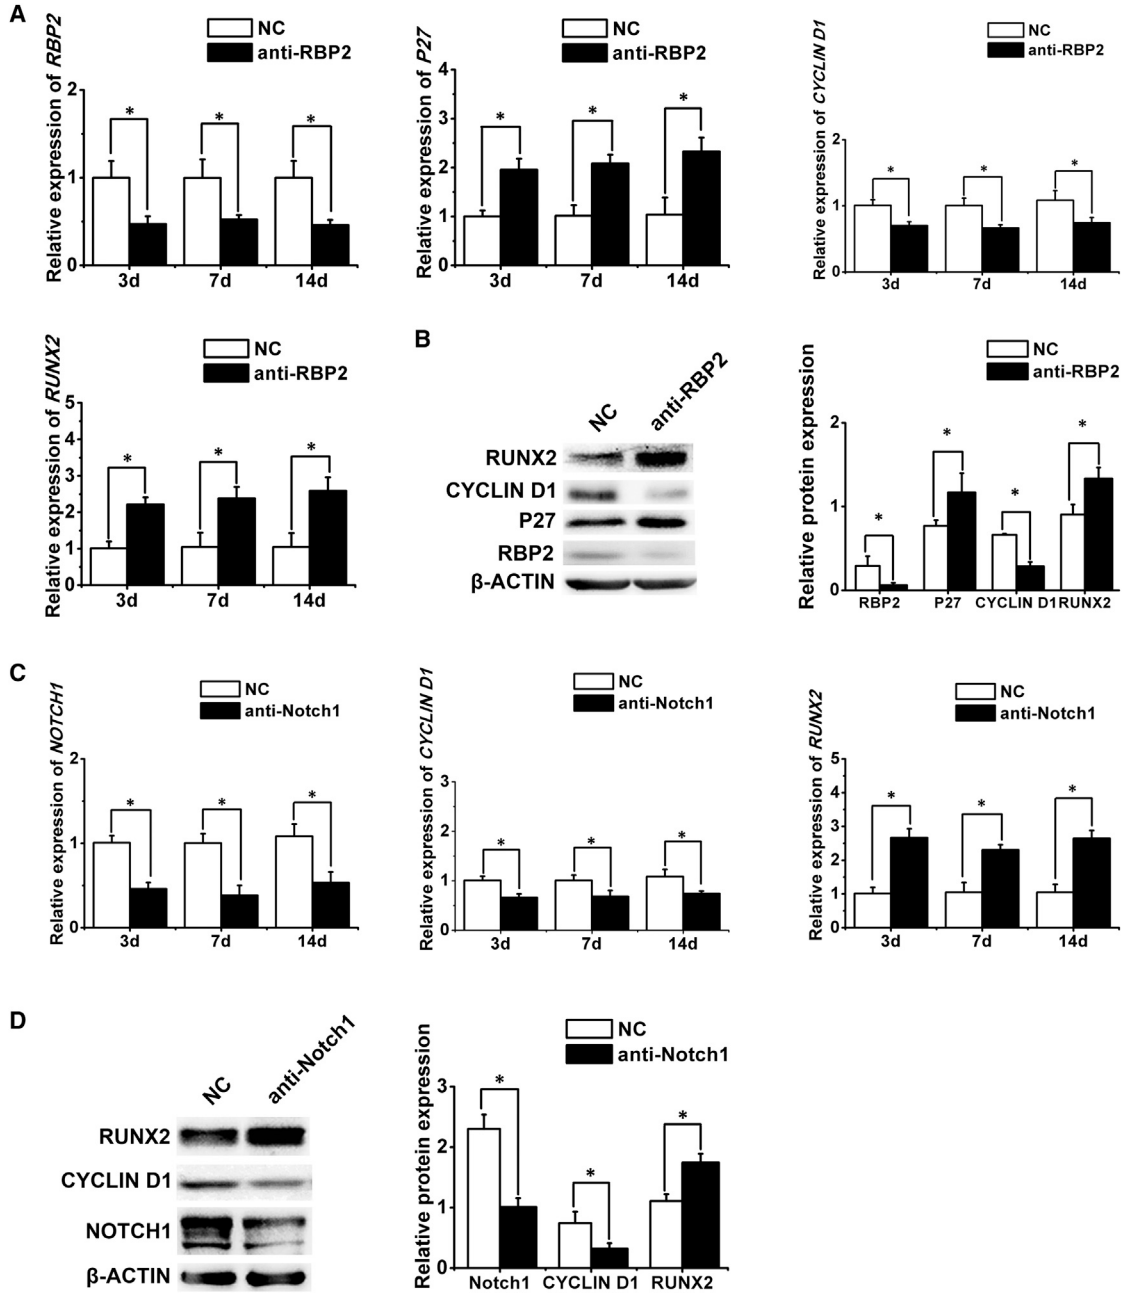 A
NC
anti-RBP2
Relative expression of RBP2
2
1
0
*
*
*
3d
7d
14d
NC
anti-RBP2
Relative expression of P27
4
3
2
1
0
*
*
*
3d
7d
14d
NC
anti-RBP2
Relative expression of CYCLIN D1
2
1
0
*
*
*
3d
7d
14d
NC
anti-RBP2
Relative expression of RUNX2
5
4
3
2
1
0
*
*
*
3d
7d
14d
B
NC
anti-RBP2
RUNX2
CYCLIN D1
P27
RBP2
β-ACTIN
NC
anti-RBP2
Relative protein expression
2
1
0
*
*
*
*
RBP2
P27
CYCLIN D1
RUNX2
C
NC
anti-Notch1
Relative expression of NOTCH1
2
1
0
*
*
*
3d
7d
14d
NC
anti-Notch1
Relative expression of CYCLIN D1
3
2
1
0
*
*
*
3d
7d
14d
NC
anti-Notch1
Relative expression of RUNX2
5
4
3
2
1
0
*
*
*
3d
7d
14d
D
NC
anti-Notch1
RUNX2
CYCLIN D1
NOTCH1
β-ACTIN
NC
anti-Notch1
Relative protein expression
3
2
1
0
*
*
*
Notch1
CYCLIN D1
RUNX2